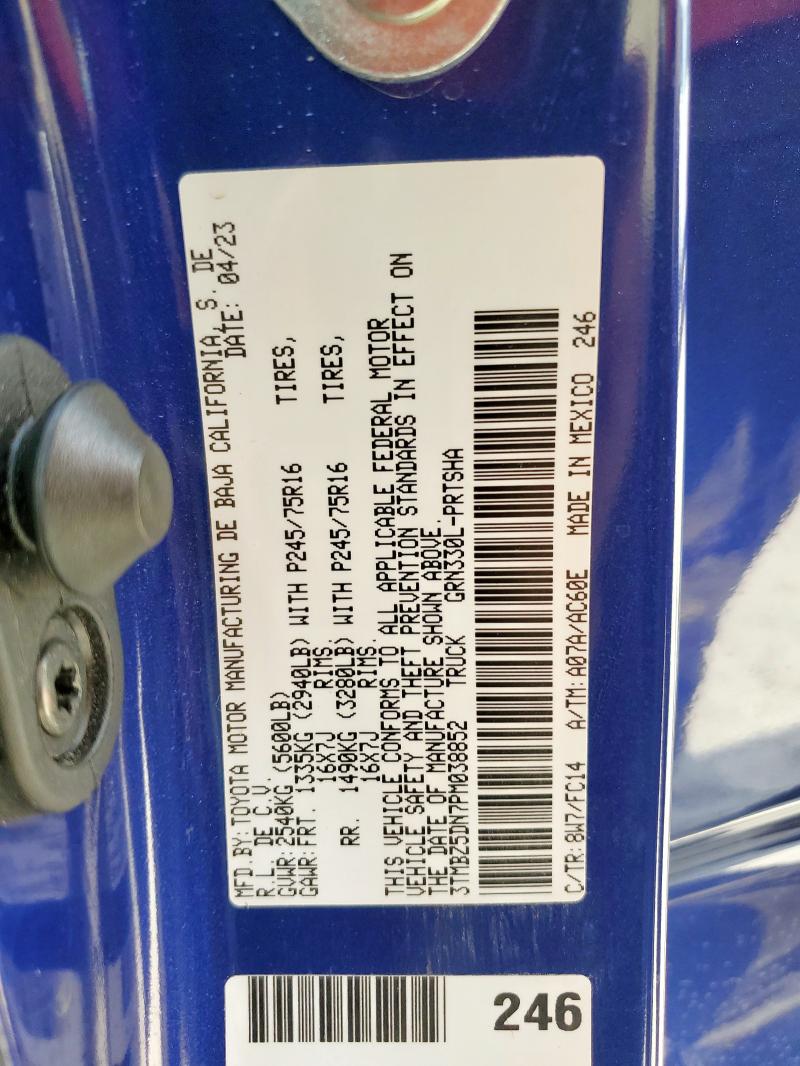 MFD.BY:TOYOTA MOTOR MANUFACTURING DE BAJA CALIFORNIA, S. DE
R.L. DE C.V. DATE: 04/23
GVWR:2540KG (5600LB)
GAWR:FRT. 1335KG (2940LB) WITH P245/75R16 TIRES,
16X7J RIMS.
RR. 1490KG (3280LB) WITH P245/75R16 TIRES,
16X7J RIMS.
THIS VEHICLE CONFORMS TO ALL APPLICABLE FEDERAL MOTOR
VEHICLE SAFETY AND THEFT PREVENTION STANDARDS IN EFFECT ON
THE DATE OF MANUFACTURE SHOWN ABOVE.
3TMBZ5DN7PM038852 TRUCK GRN330L-PRTSHA
C/TR:8W7/FC14 A/TM:A07A/AC60E MADE IN MEXICO 246
246